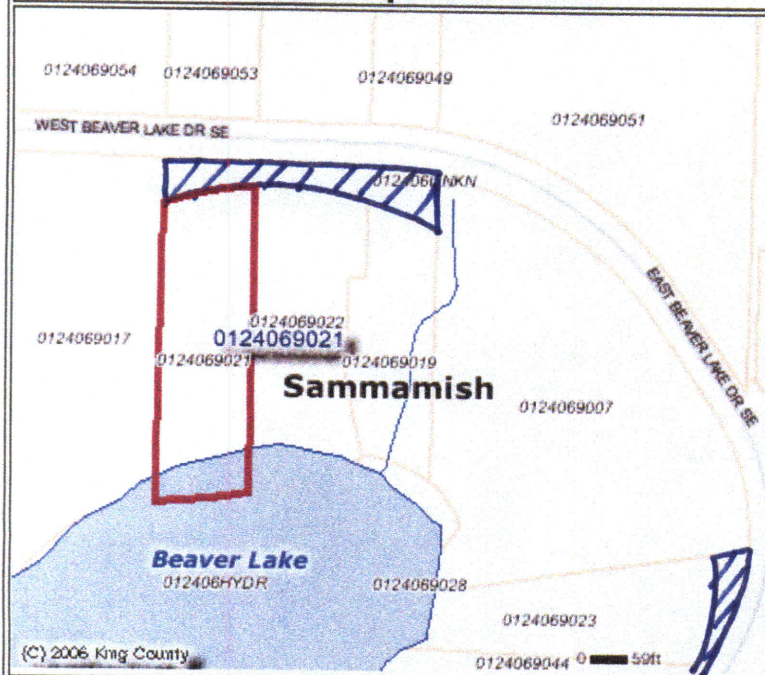 0124069054 0124069053 0124069049
0124069051
WEST BEAVER LAKE DR SE
EAST BEAVER LAKE DR SE
0124069017
0124069022
0124069021
0124069021
0124069019
Sammamish
0124069007
Beaver Lake
012406HYDR
0124069028
0124069023
0124069044
0 59ft
(C) 2006 King County